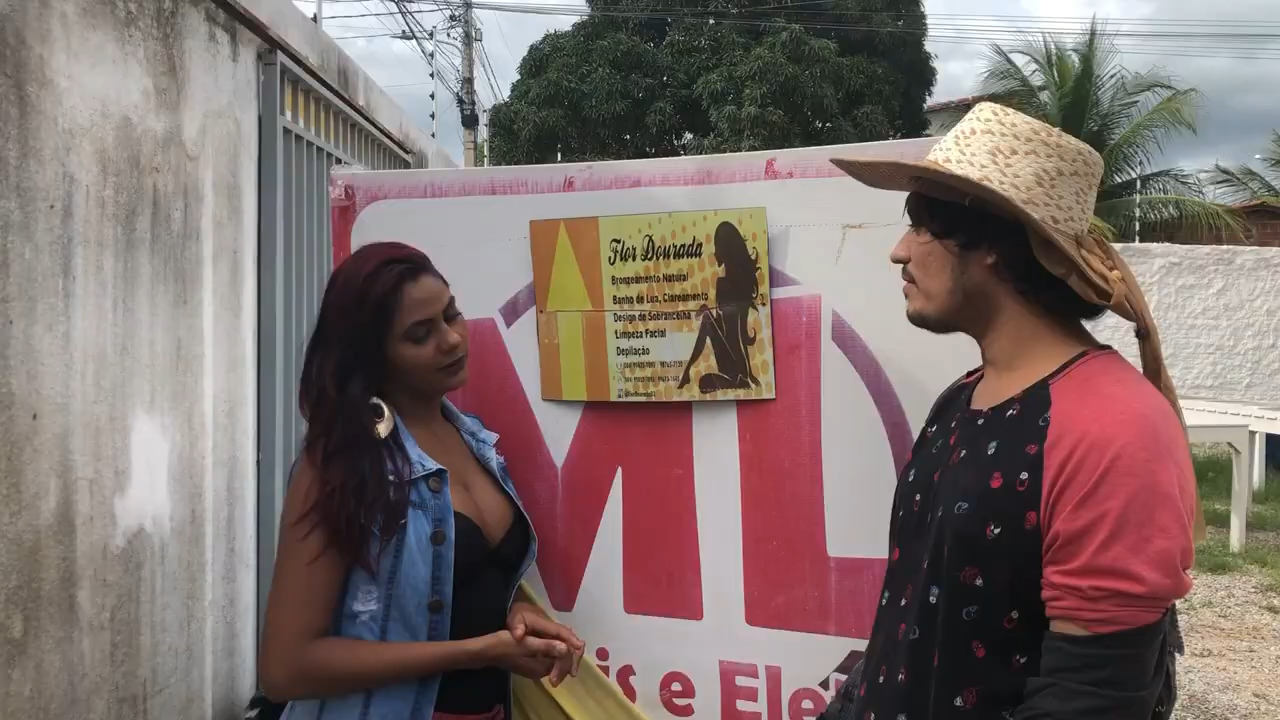 Flor Dourada
Bronzeamento Natural
Banho de Lua, Clareamento
Design de Sobrancelha
Limpeza Facial
Depilação
ML
is e Ele